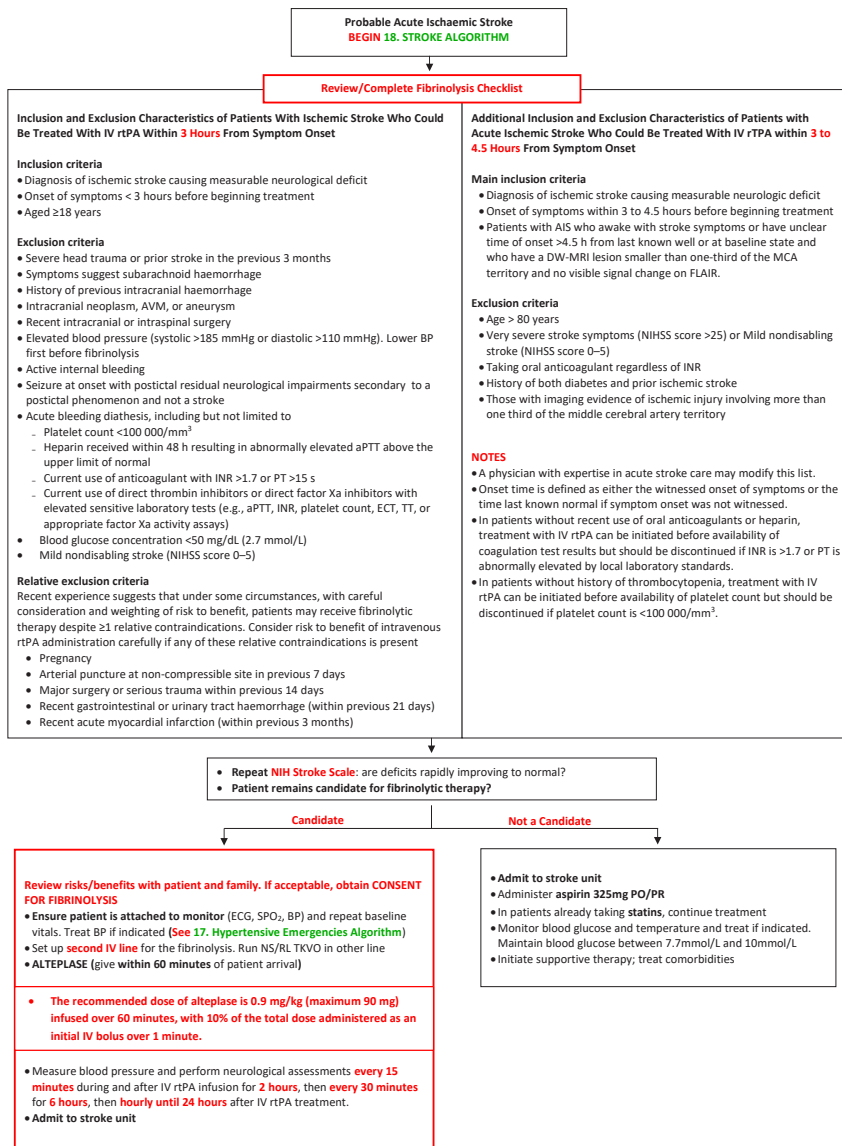 Probable Acute Ischaemic Stroke
BEGIN 18. STROKE ALGORITHM
Review/Complete Fibrinolysis Checklist
Inclusion and Exclusion Characteristics of Patients With Ischemic Stroke Who Could
Be Treated With IV rtPA Within 3 Hours From Symptom Onset
Inclusion criteria
• Diagnosis of ischemic stroke causing measurable neurological deficit
• Onset of symptoms < 3 hours before beginning treatment
• Aged ≥18 years
Exclusion criteria
• Severe head trauma or prior stroke in the previous 3 months
• Symptoms suggest subarachnoid haemorrhage
• History of previous intracranial haemorrhage
• Intracranial neoplasm, AVM, or aneurysm
• Recent intracranial or intraspinal surgery
• Elevated blood pressure (systolic >185 mmHg or diastolic >110 mmHg). Lower BP
first before fibrinolysis
• Active internal bleeding
• Seizure at onset with postictal residual neurological impairments secondary to a
postictal phenomenon and not a stroke
• Acute bleeding diathesis, including but not limited to
- Platelet count <100 000/mm³
- Heparin received within 48 h resulting in abnormally elevated aPTT above the
upper limit of normal
- Current use of anticoagulant with INR >1.7 or PT >15 s
- Current use of direct thrombin inhibitors or direct factor Xa inhibitors with
elevated sensitive laboratory tests (e.g., aPTT, INR, platelet count, ECT, TT, or
appropriate factor Xa activity assays)
• Blood glucose concentration <50 mg/dL (2.7 mmol/L)
• Mild nondisabling stroke (NIHSS score 0–5)
Relative exclusion criteria
Recent experience suggests that under some circumstances, with careful
consideration and weighting of risk to benefit, patients may receive fibrinolytic
therapy despite ≥1 relative contraindications. Consider risk to benefit of intravenous
rtPA administration carefully if any of these relative contraindications is present
• Pregnancy
• Arterial puncture at non-compressible site in previous 7 days
• Major surgery or serious trauma within previous 14 days
• Recent gastrointestinal or urinary tract haemorrhage (within previous 21 days)
• Recent acute myocardial infarction (within previous 3 months)
Additional Inclusion and Exclusion Characteristics of Patients with
Acute Ischemic Stroke Who Could Be Treated With IV rTPA within 3 to
4.5 Hours From Symptom Onset
Main inclusion criteria
• Diagnosis of ischemic stroke causing measurable neurologic deficit
• Onset of symptoms within 3 to 4.5 hours before beginning treatment
• Patients with AIS who awake with stroke symptoms or have unclear
time of onset >4.5 h from last known well or at baseline state and
who have a DW-MRI lesion smaller than one-third of the MCA
territory and no visible signal change on FLAIR.
Exclusion criteria
• Age > 80 years
• Very severe stroke symptoms (NIHSS score >25) or Mild nondisabling
stroke (NIHSS score 0–5)
• Taking oral anticoagulant regardless of INR
• History of both diabetes and prior ischemic stroke
• Those with imaging evidence of ischemic injury involving more than
one third of the middle cerebral artery territory
NOTES
• A physician with expertise in acute stroke care may modify this list.
• Onset time is defined as either the witnessed onset of symptoms or the
time last known normal if symptom onset was not witnessed.
• In patients without recent use of oral anticoagulants or heparin,
treatment with IV rtPA can be initiated before availability of
coagulation test results but should be discontinued if INR is >1.7 or PT is
abnormally elevated by local laboratory standards.
• In patients without history of thrombocytopenia, treatment with IV
rtPA can be initiated before availability of platelet count but should be
discontinued if platelet count is <100 000/mm³.
• Repeat NIH Stroke Scale: are deficits rapidly improving to normal?
• Patient remains candidate for fibrinolytic therapy?
Candidate
Not a Candidate
Review risks/benefits with patient and family. If acceptable, obtain CONSENT
FOR FIBRINOLYSIS
• Ensure patient is attached to monitor (ECG, SPO₂, BP) and repeat baseline
vitals. Treat BP if indicated (See 17. Hypertensive Emergencies Algorithm)
• Set up second IV line for the fibrinolysis. Run NS/RL TKVO in other line
• ALTEPLASE (give within 60 minutes of patient arrival)
• The recommended dose of alteplase is 0.9 mg/kg (maximum 90 mg)
infused over 60 minutes, with 10% of the total dose administered as an
initial IV bolus over 1 minute.
• Measure blood pressure and perform neurological assessments every 15
minutes during and after IV rtPA infusion for 2 hours, then every 30 minutes
for 6 hours, then hourly until 24 hours after IV rtPA treatment.
• Admit to stroke unit
• Admit to stroke unit
• Administer aspirin 325mg PO/PR
• In patients already taking statins, continue treatment
• Monitor blood glucose and temperature and treat if indicated.
Maintain blood glucose between 7.7mmol/L and 10mmol/L
• Initiate supportive therapy; treat comorbidities